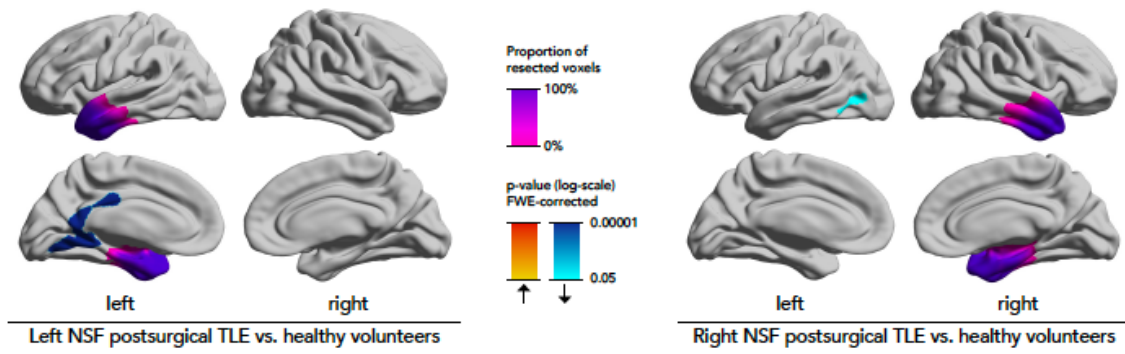 Proportion of
resected voxels
100%
0%
p-value (log-scale)
FWE-corrected
0.00001
0.05
left
right
Left NSF postsurgical TLE vs. healthy volunteers
left
right
Right NSF postsurgical TLE vs. healthy volunteers